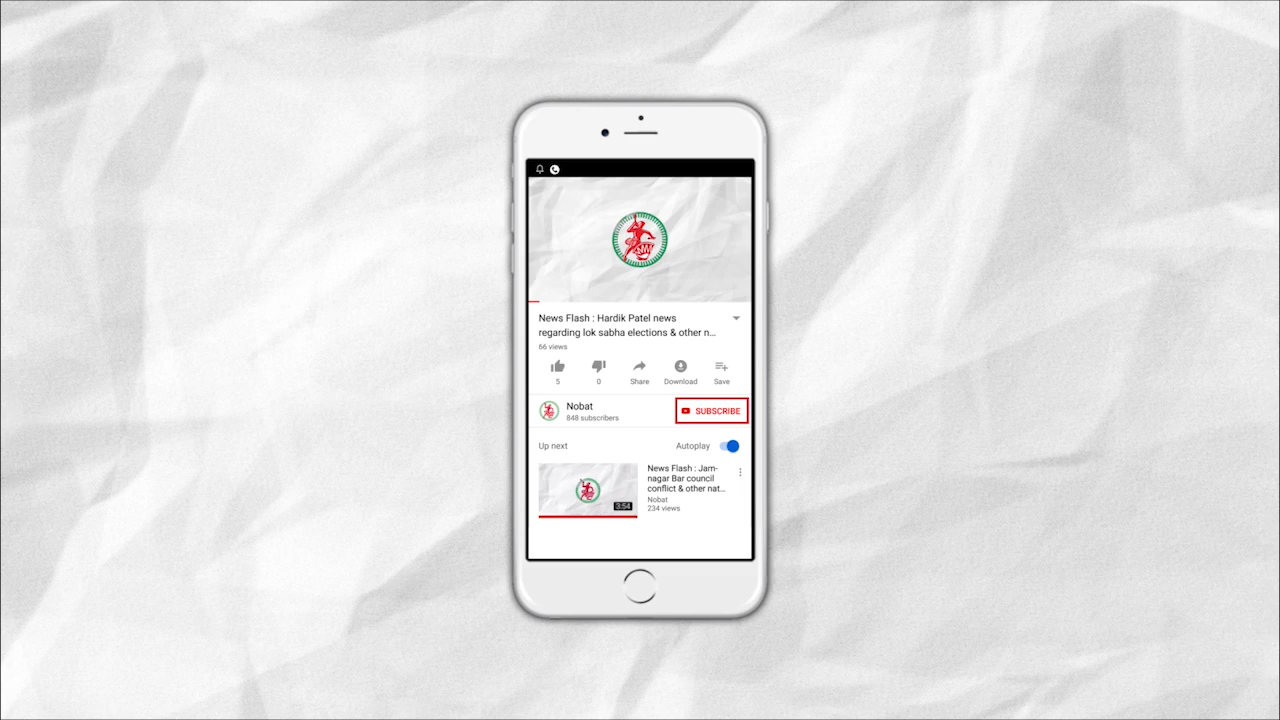 News Flash : Hardik Patel news
regarding lok sabha elections & other n...
66 views
5
0
Share
Download
Save
Nobat
848 subscribers
SUBSCRIBE
Up next
Autoplay
News Flash : Jam-
nagar Bar council
conflict & other nat...
Nobat
234 views
3:54